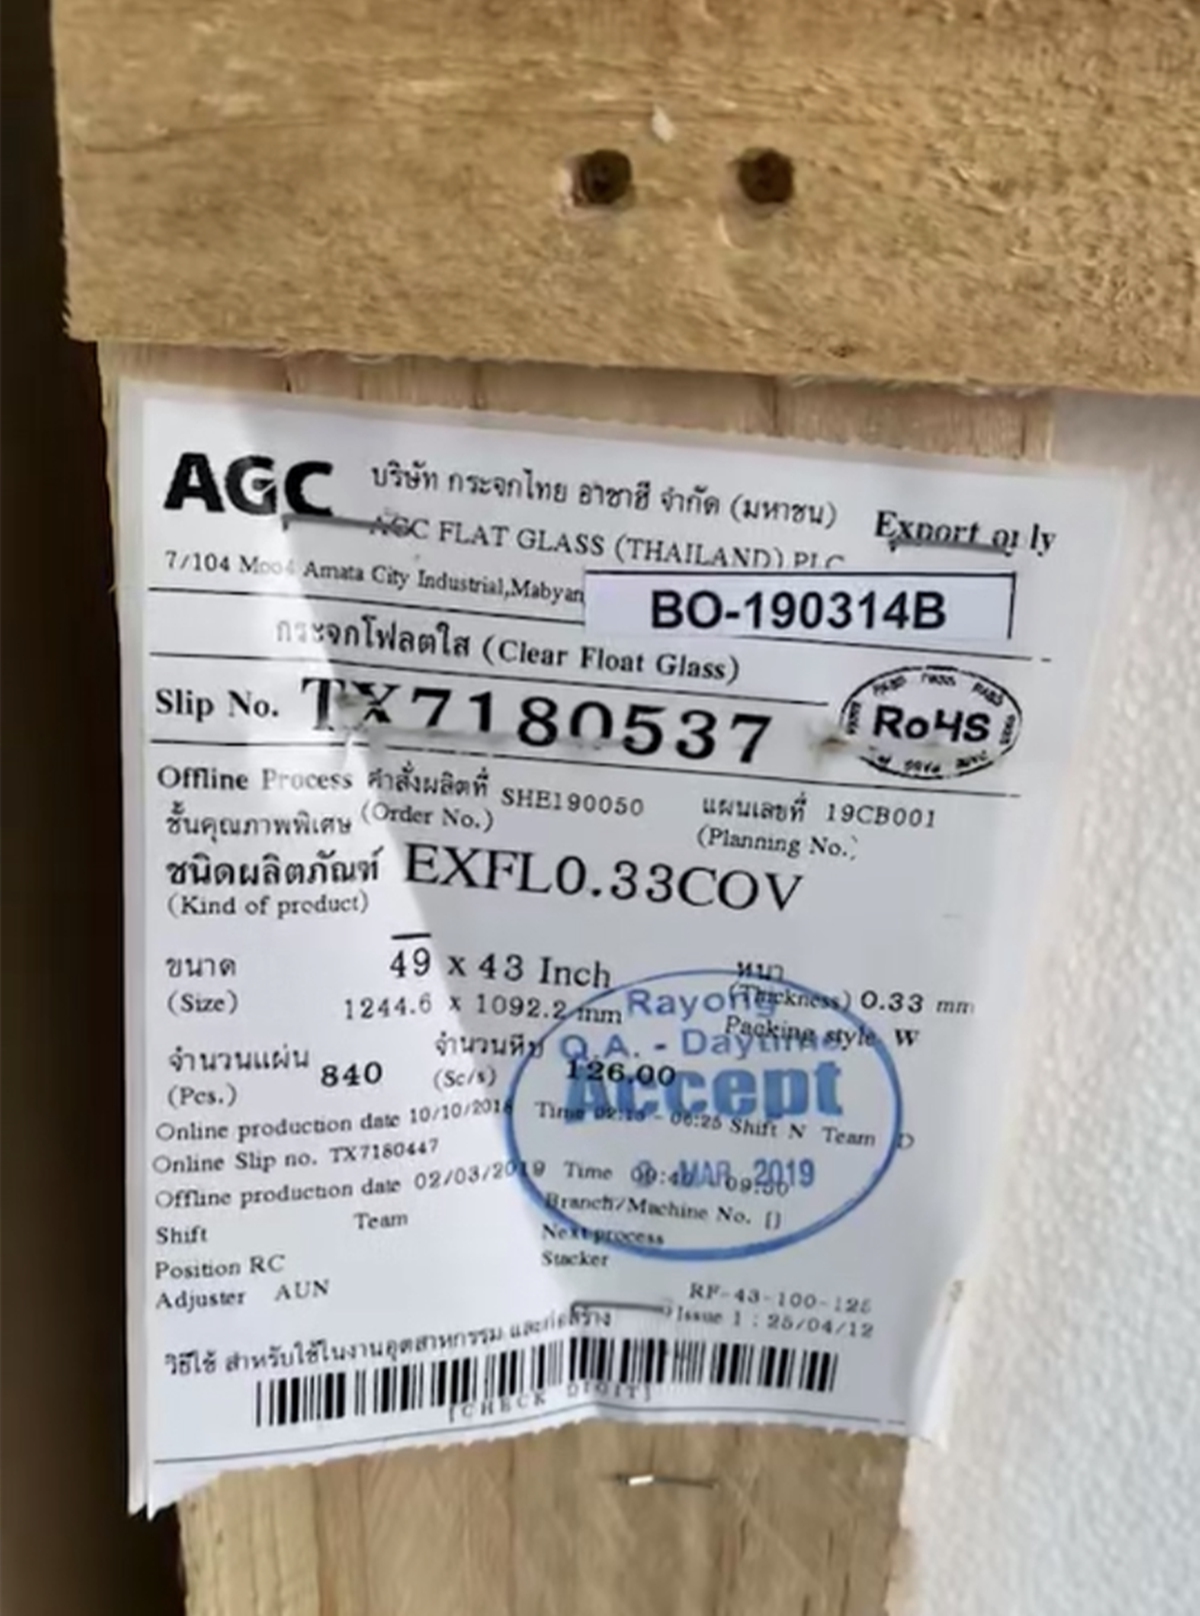 AGC บริษัท กระจกไทย อาซาฮี จำกัด (มหาชน) Export only
AGC FLAT GLASS (THAILAND) PLC
7/104 Moo4 Amata City Industrial,Mabyan
BO-190314B
กระจกโฟลตใส (Clear Float Glass)
Slip No. TX7180537
RoHS
Offline Process คำสั่งผลิตที่ SHE190050 แผนเลขที่ 19CB001
ชั้นคุณภาพพิเศษ (Order No.) (Planning No.)
ชนิดผลิตภัณฑ์ EXFL0.33COV
(Kind of product)
ขนาด 49 x 43 Inch หนา
(Size) 1244.6 x 1092.2 mm (Thickness) 0.33 mm
Packing style W
จำนวนแผ่น 840 จำนวนหีบ 126.00
(Pcs.) (Sc/s)
Rayong
Q.A. - Daytime
Accept
MAR 2019
Online production date 10/10/2018 Time - 06:25 Shift N Team D
Online Slip no. TX7180447
Offline production date 02/03/2019 Time
Branch/Machine No. []
Shift Team
Next process
Position RC
Stacker
Adjuster AUN
RF-43-100-126
Issue 1 : 25/04/12
วิธีใช้ สำหรับใช้ในงานอุตสาหกรรม และก่อสร้าง
[CHECK DIGIT]